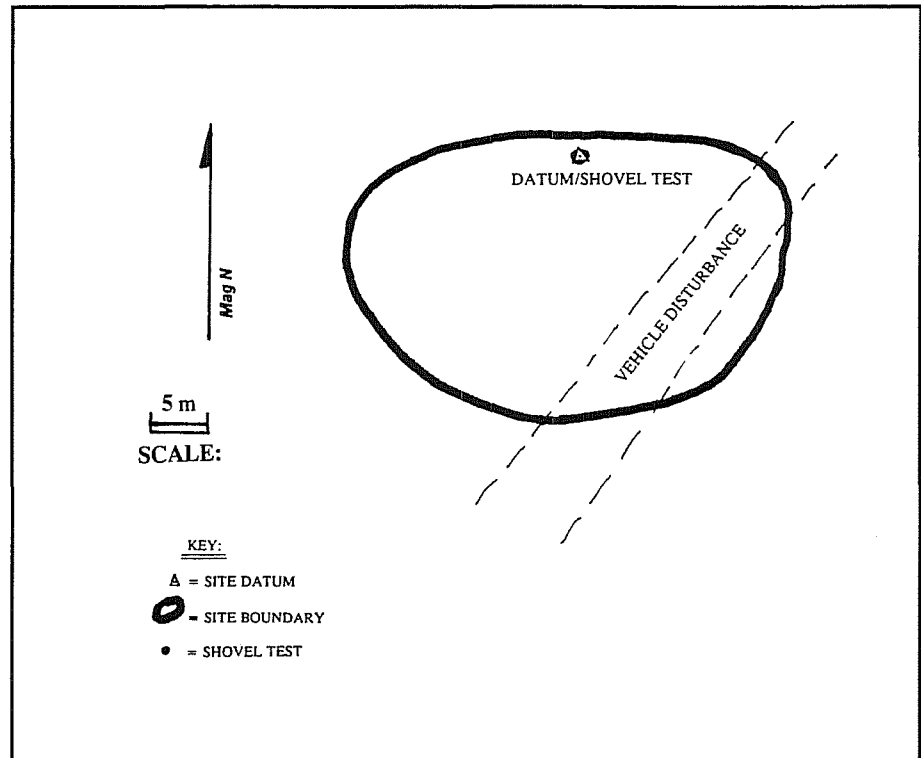 DATUM/SHOVEL TEST
VEHICLE DISTURBANCE
Mag N
5 m
SCALE:
KEY:
= SITE DATUM
= SITE BOUNDARY
= SHOVEL TEST